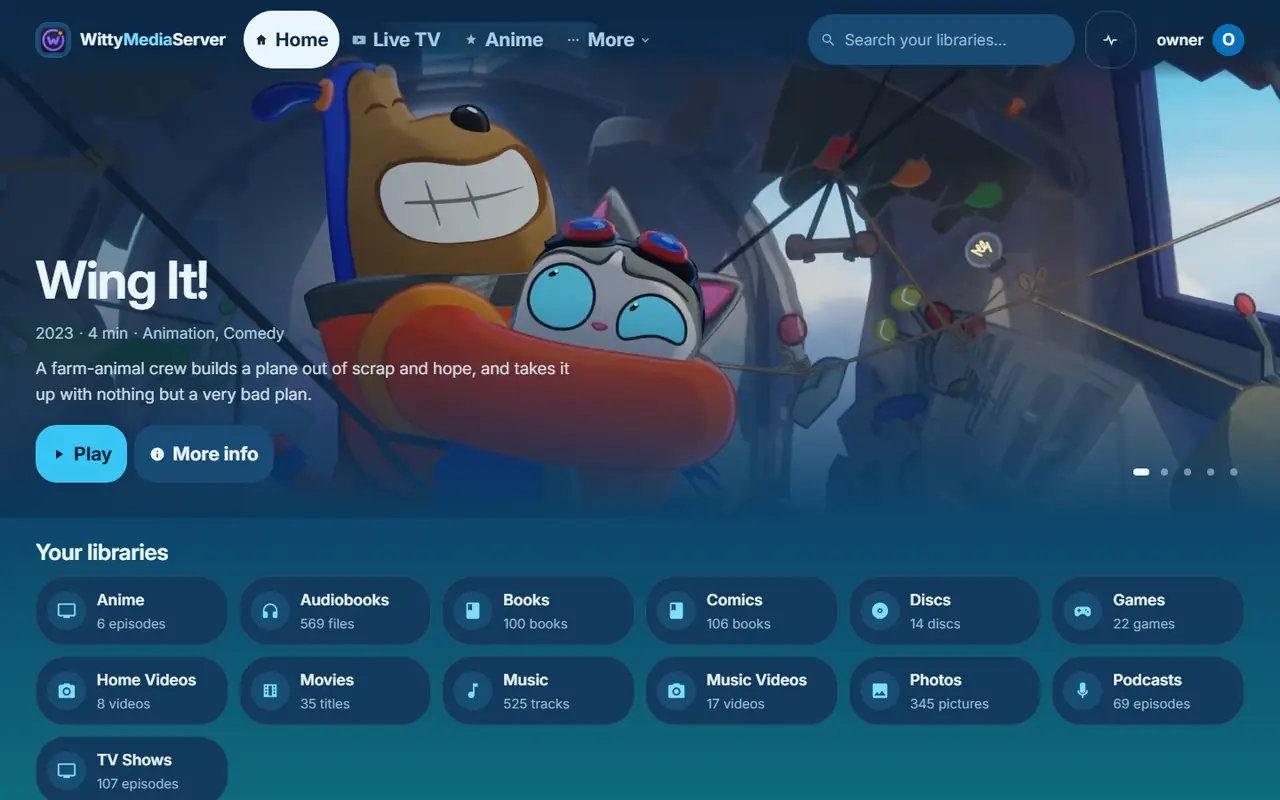 WittyMediaServer
Home
Live TV
Anime
More
Search your libraries...
owner
O
Wing It!
2023 · 4 min · Animation, Comedy
A farm-animal crew builds a plane out of scrap and hope, and takes it
up with nothing but a very bad plan.
Play
More info
Your libraries
Anime
6 episodes
Audiobooks
569 files
Books
100 books
Comics
106 books
Discs
14 discs
Games
22 games
Home Videos
8 videos
Movies
35 titles
Music
525 tracks
Music Videos
17 videos
Photos
345 pictures
Podcasts
69 episodes
TV Shows
107 episodes